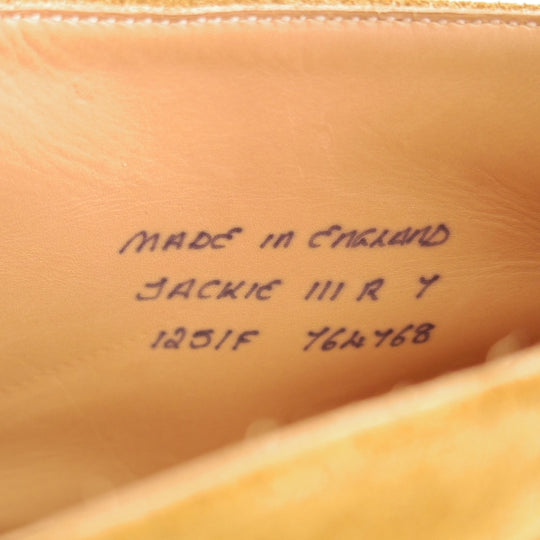 MADE IN ENGLAND
JACKIE III R Y
1251F 764768